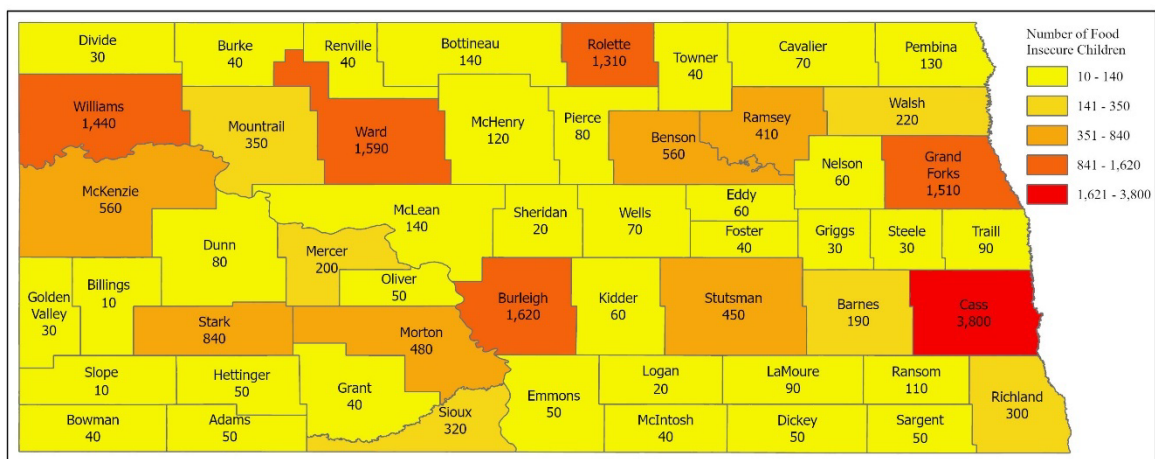 Divide
30
Burke
40
Renville
40
Bottineau
140
Rolette
1,310
Towner
40
Cavalier
70
Pembina
130
Williams
1,440
Mountrail
350
Ward
1,590
McHenry
120
Pierce
80
Benson
560
Ramsey
410
Walsh
220
Nelson
60
Grand
Forks
1,510
McKenzie
560
Dunn
80
McLean
140
Mercer
200
Oliver
50
Sheridan
20
Wells
70
Eddy
60
Foster
40
Griggs
30
Steele
30
Traill
90
Golden
Valley
30
Billings
10
Stark
840
Morton
480
Burleigh
1,620
Kidder
60
Stutsman
450
Barnes
190
Cass
3,800
Slope
10
Hettinger
50
Grant
40
Sioux
320
Emmons
50
Logan
20
LaMoure
90
Ransom
110
Richland
300
Bowman
40
Adams
50
McIntosh
40
Dickey
50
Sargent
50
Number of Food
Insecure Children
10 - 140
141 - 350
351 - 840
841 - 1,620
1,621 - 3,800